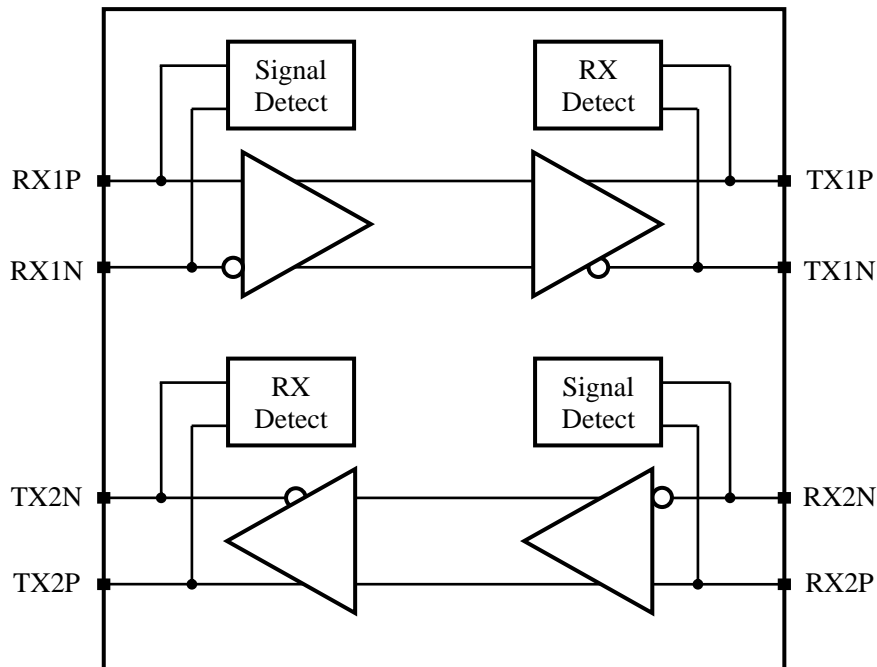 Signal
Detect
RX
Detect
RX1P
TX1P
RX1N
TX1N
RX
Detect
Signal
Detect
TX2N
RX2N
TX2P
RX2P